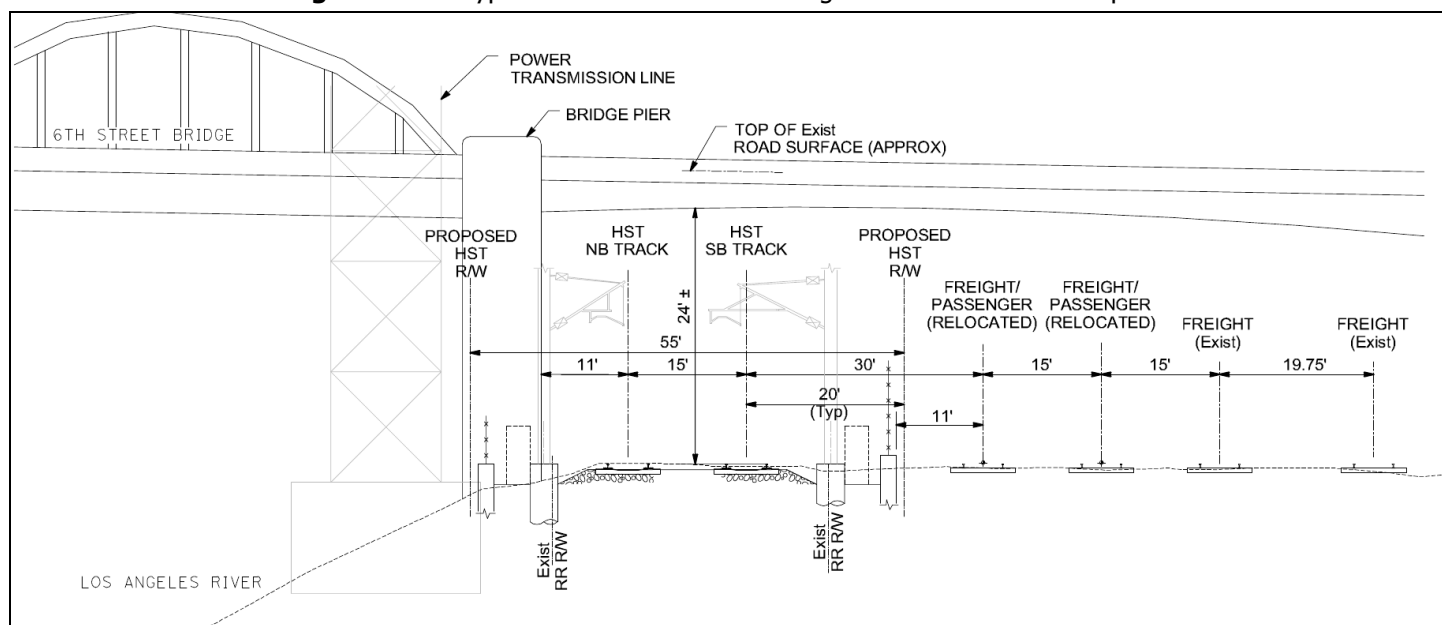 POWER
TRANSMISSION LINE
BRIDGE PIER
6TH STREET BRIDGE
TOP OF Exist
ROAD SURFACE (APPROX)
PROPOSED
HST
R/W
HST
NB TRACK
HST
SB TRACK
PROPOSED
HST
R/W
24' ±
FREIGHT/
PASSENGER
(RELOCATED)
FREIGHT/
PASSENGER
(RELOCATED)
FREIGHT
(Exist)
FREIGHT
(Exist)
55'
11'
15'
30'
15'
15'
19.75'
20'
(Typ)
11'
Exist
RR R/W
Exist
RR R/W
LOS ANGELES RIVER